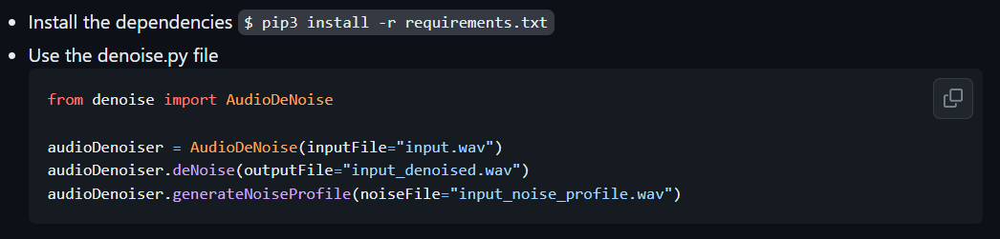 Install the dependencies $ pip3 install -r requirements.txt
Use the denoise.py file
from denoise import AudioDeNoise
audioDenoiser = AudioDeNoise(inputFile="input.wav")
audioDenoiser.deNoise(outputFile="input_denoised.wav")
audioDenoiser.generateNoiseProfile(noiseFile="input_noise_profile.wav")